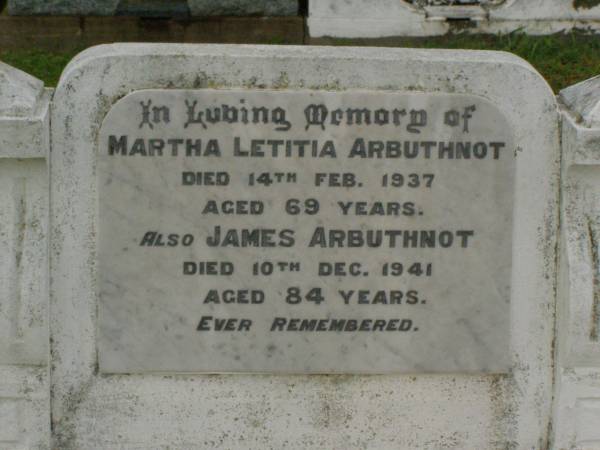 In Loving Memory of
MARTHA LETITIA ARBUTHNOT
DIED 14TH FEB. 1937
AGED 69 YEARS.
ALSO JAMES ARBUTHNOT
DIED 10TH DEC. 1941
AGED 84 YEARS.
EVER REMEMBERED.